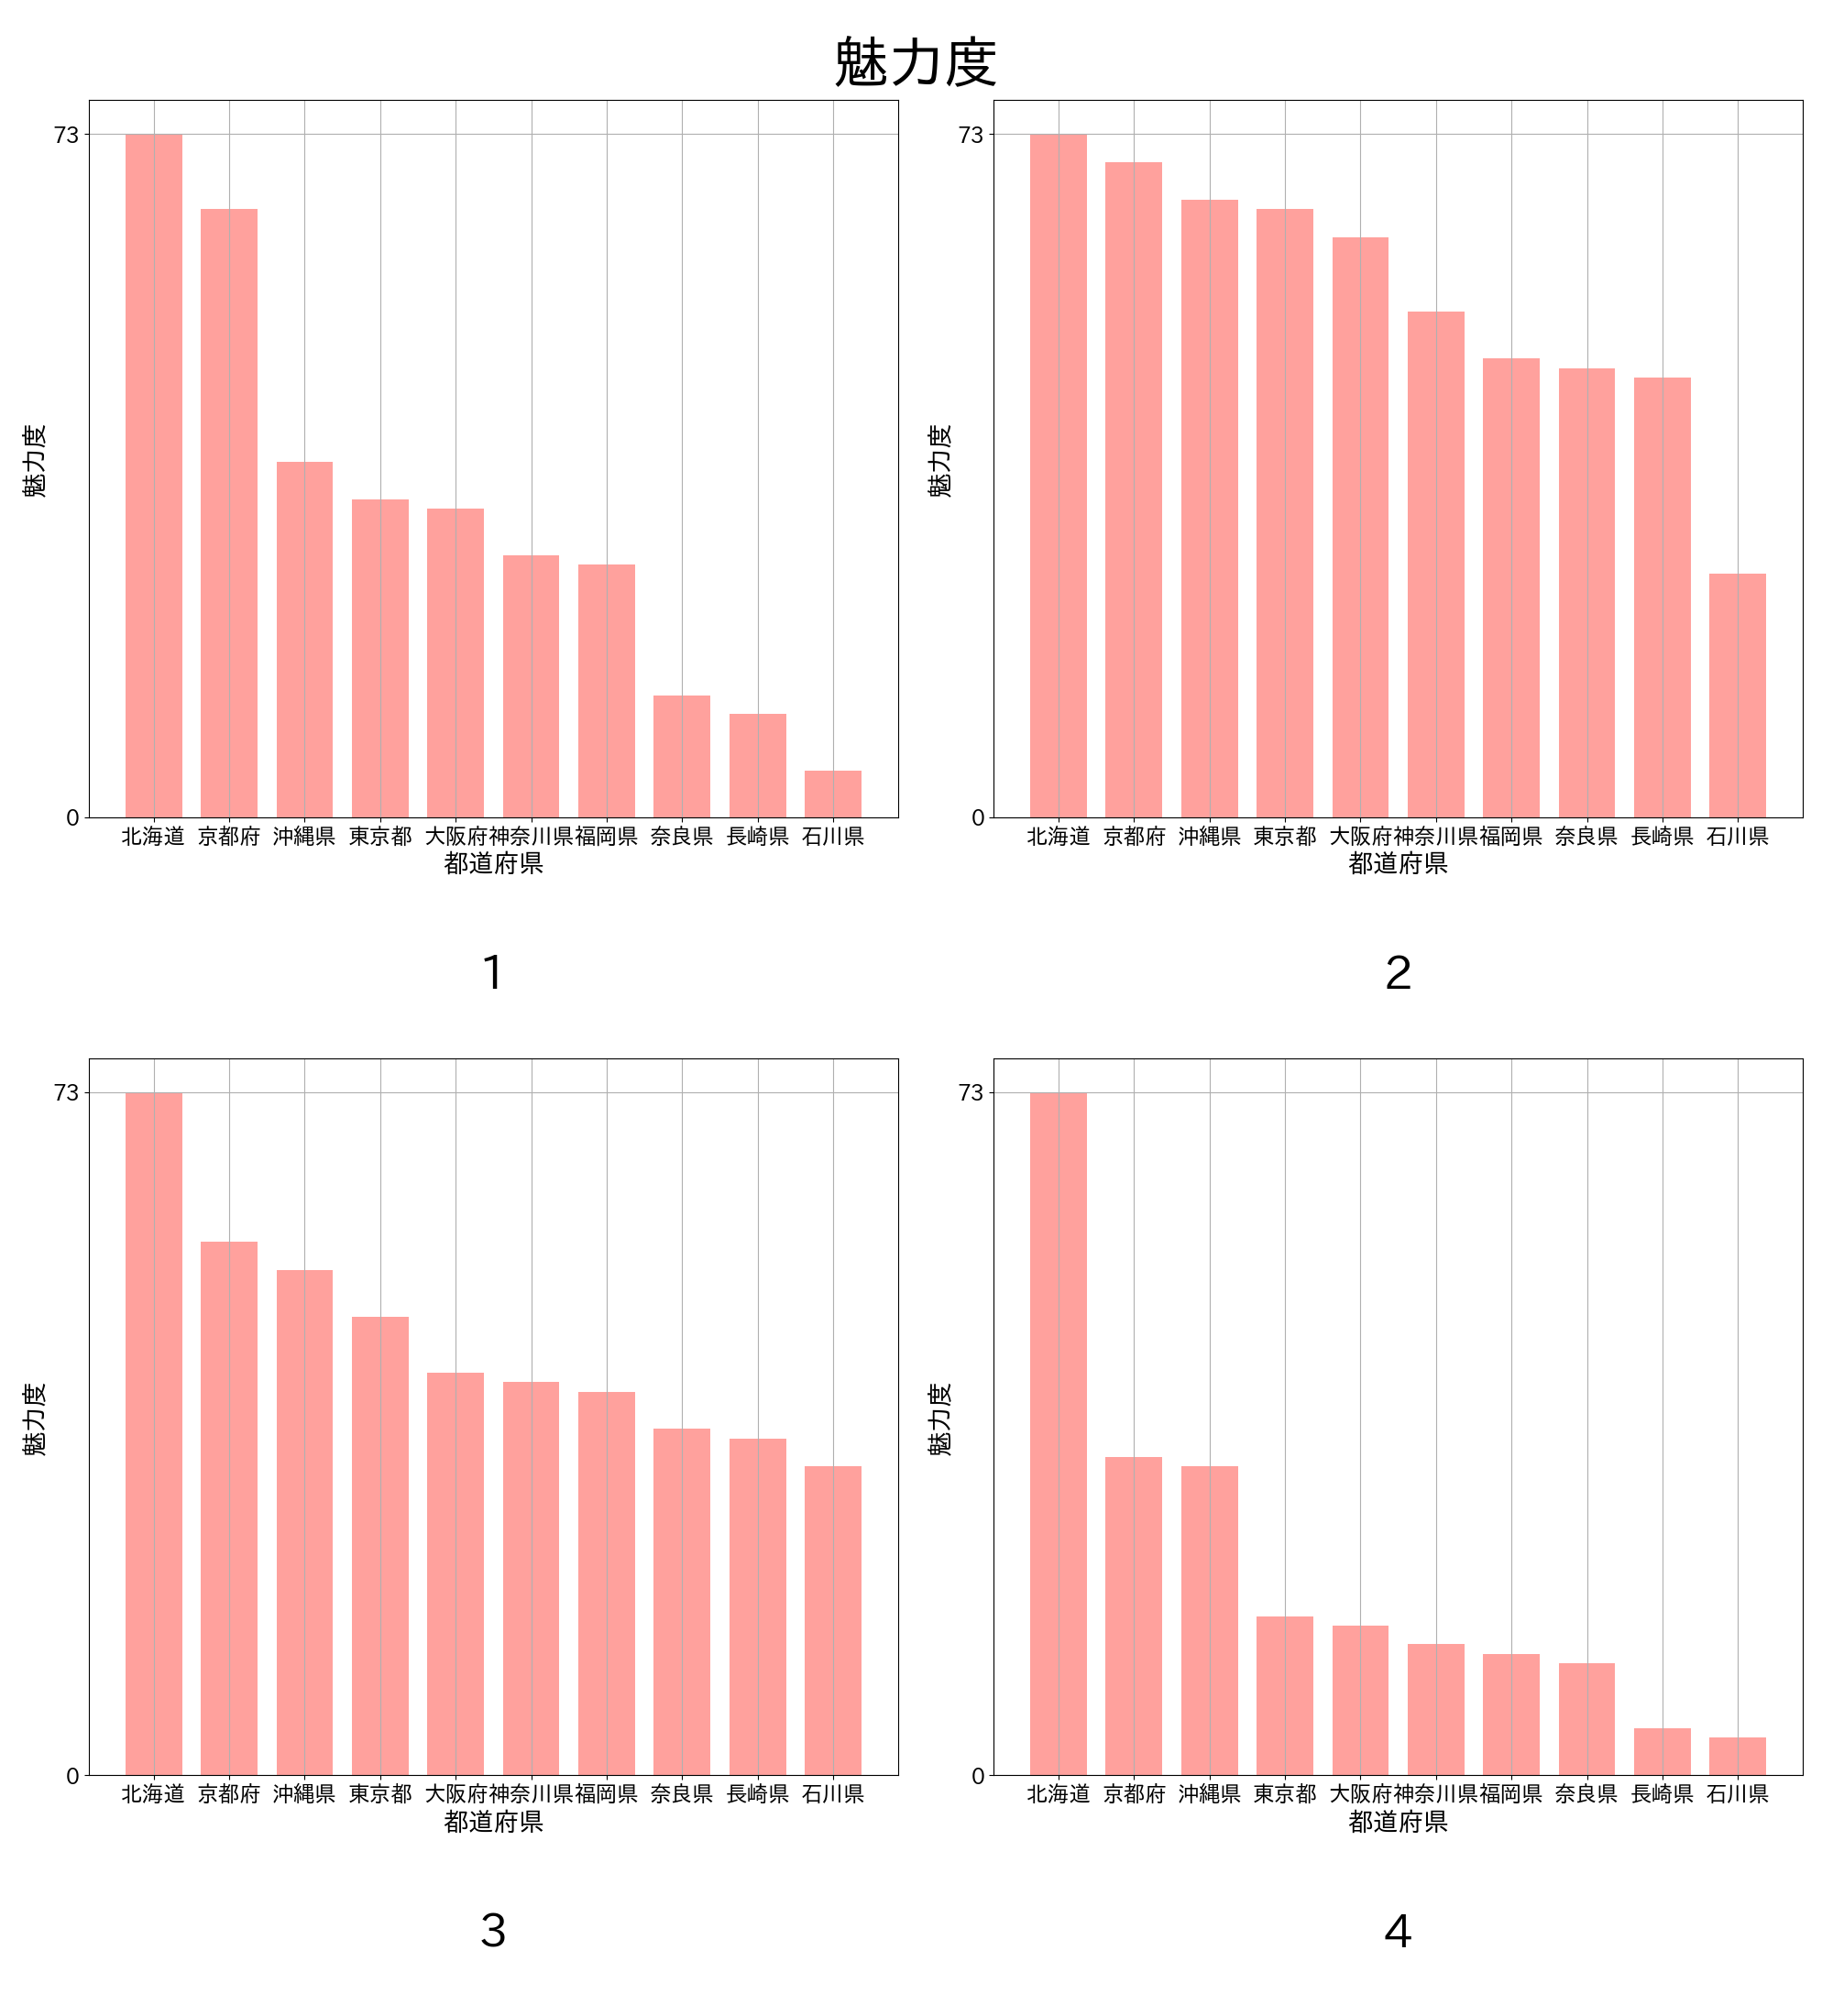 魅力度
73
0
魅力度
北海道 京都府 沖縄県 東京都 大阪府 神奈川県 福岡県 奈良県 長崎県 石川県
都道府県
1
73
0
魅力度
北海道 京都府 沖縄県 東京都 大阪府 神奈川県 福岡県 奈良県 長崎県 石川県
都道府県
2
73
0
魅力度
北海道 京都府 沖縄県 東京都 大阪府 神奈川県 福岡県 奈良県 長崎県 石川県
都道府県
3
73
0
魅力度
北海道 京都府 沖縄県 東京都 大阪府 神奈川県 福岡県 奈良県 長崎県 石川県
都道府県
4